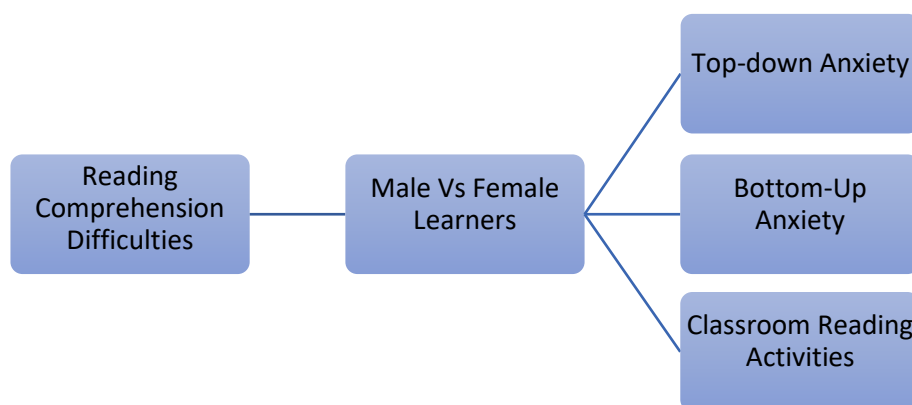 Reading
Comprehension
Difficulties
Male Vs Female
Learners
Top-down Anxiety
Bottom-Up
Anxiety
Classroom Reading
Activities